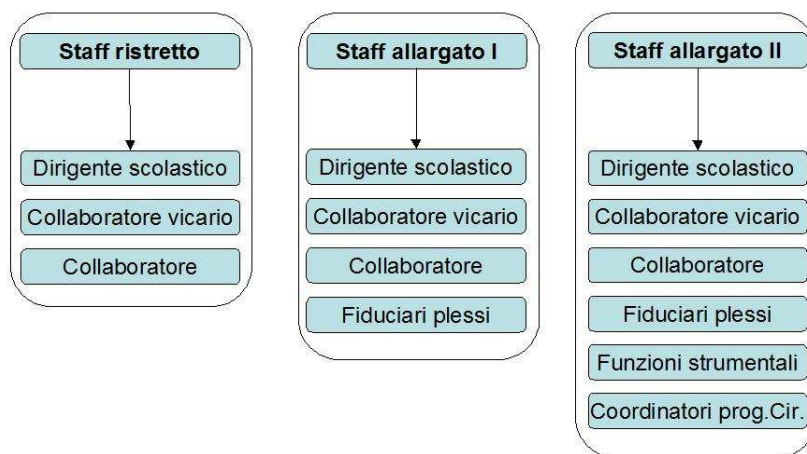 Staff ristretto
Dirigente scolastico
Collaboratore vicario
Collaboratore
Staff allargato I
Dirigente scolastico
Collaboratore vicario
Collaboratore
Fiduciari plessi
Staff allargato II
Dirigente scolastico
Collaboratore vicario
Collaboratore
Fiduciari plessi
Funzioni strumentali
Coordinatori prog.Cir.